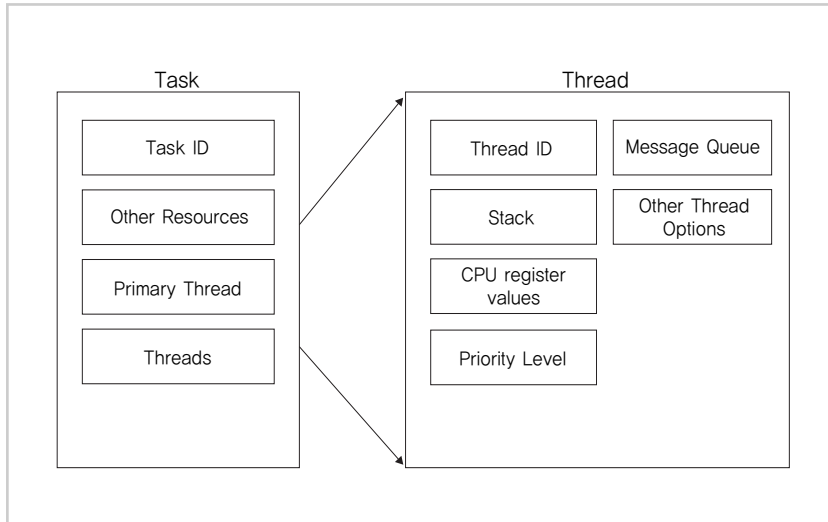 Task
Task ID
Other Resources
Primary Thread
Threads
Thread
Thread ID
Message Queue
Stack
Other Thread
Options
CPU register
values
Priority Level